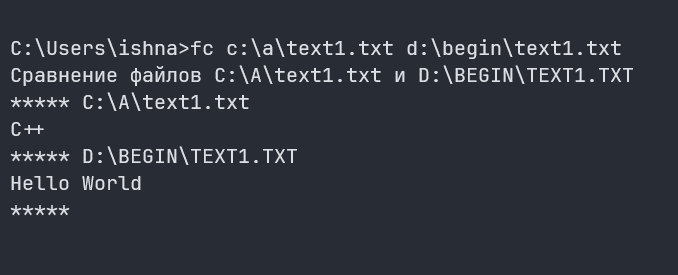 C:\Users\ishna>fc c:\a\text1.txt d:\begin\text1.txt
Сравнение файлов C:\A\text1.txt и D:\BEGIN\TEXT1.TXT
***** C:\A\text1.txt
C++
***** D:\BEGIN\TEXT1.TXT
Hello World
*****